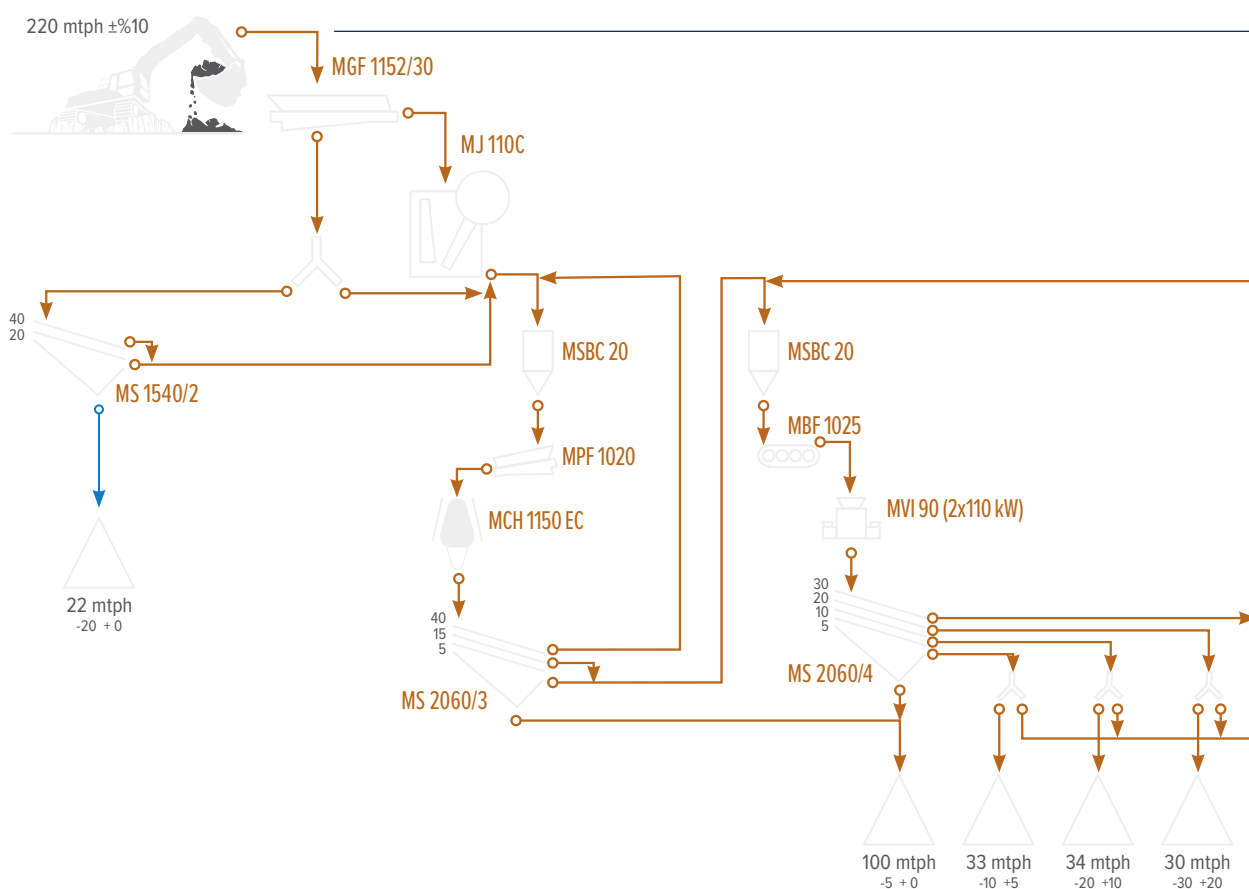 220 mtph ±%10
MGF 1152/30
MJ 110C
40
20
MS 1540/2
22 mtph
-20 + 0
MSBC 20
MPF 1020
MCH 1150 EC
40
15
5
MS 2060/3
MSBC 20
MBF 1025
MVI 90 (2x110 kW)
30
20
10
5
MS 2060/4
100 mtph
-5 + 0
33 mtph
-10 +5
34 mtph
-20 +10
30 mtph
-30 +20